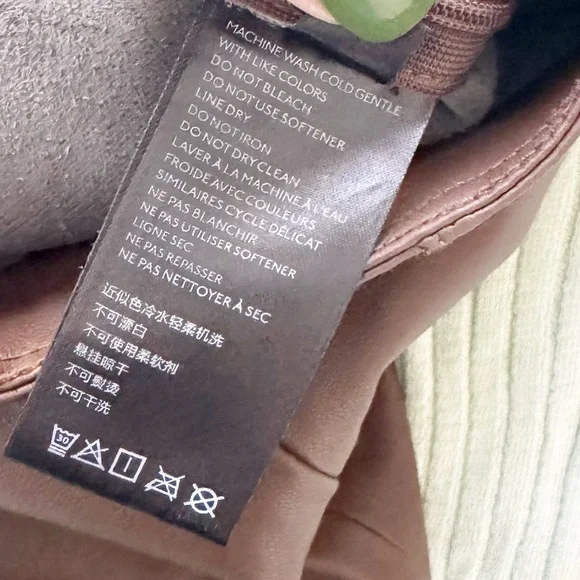 MACHINE WASH COLD GENTLE
WITH LIKE COLORS
DO NOT BLEACH
DO NOT USE SOFTENER
LINE DRY
DO NOT IRON
DO NOT DRY CLEAN
LAVER À LA MACHINE À L'EAU
FROIDE AVEC COULEURS
SIMILAIRES CYCLE DÉLICAT
NE PAS BLANCHIR
NE PAS UTILISER SOFTENER
LIGNE SEC
NE PAS REPASSER
NE PAS NETTOYER À SEC
近似色冷水轻柔机洗
不可漂白
不可使用柔软剂
悬挂晾干
不可熨烫
不可干洗
30